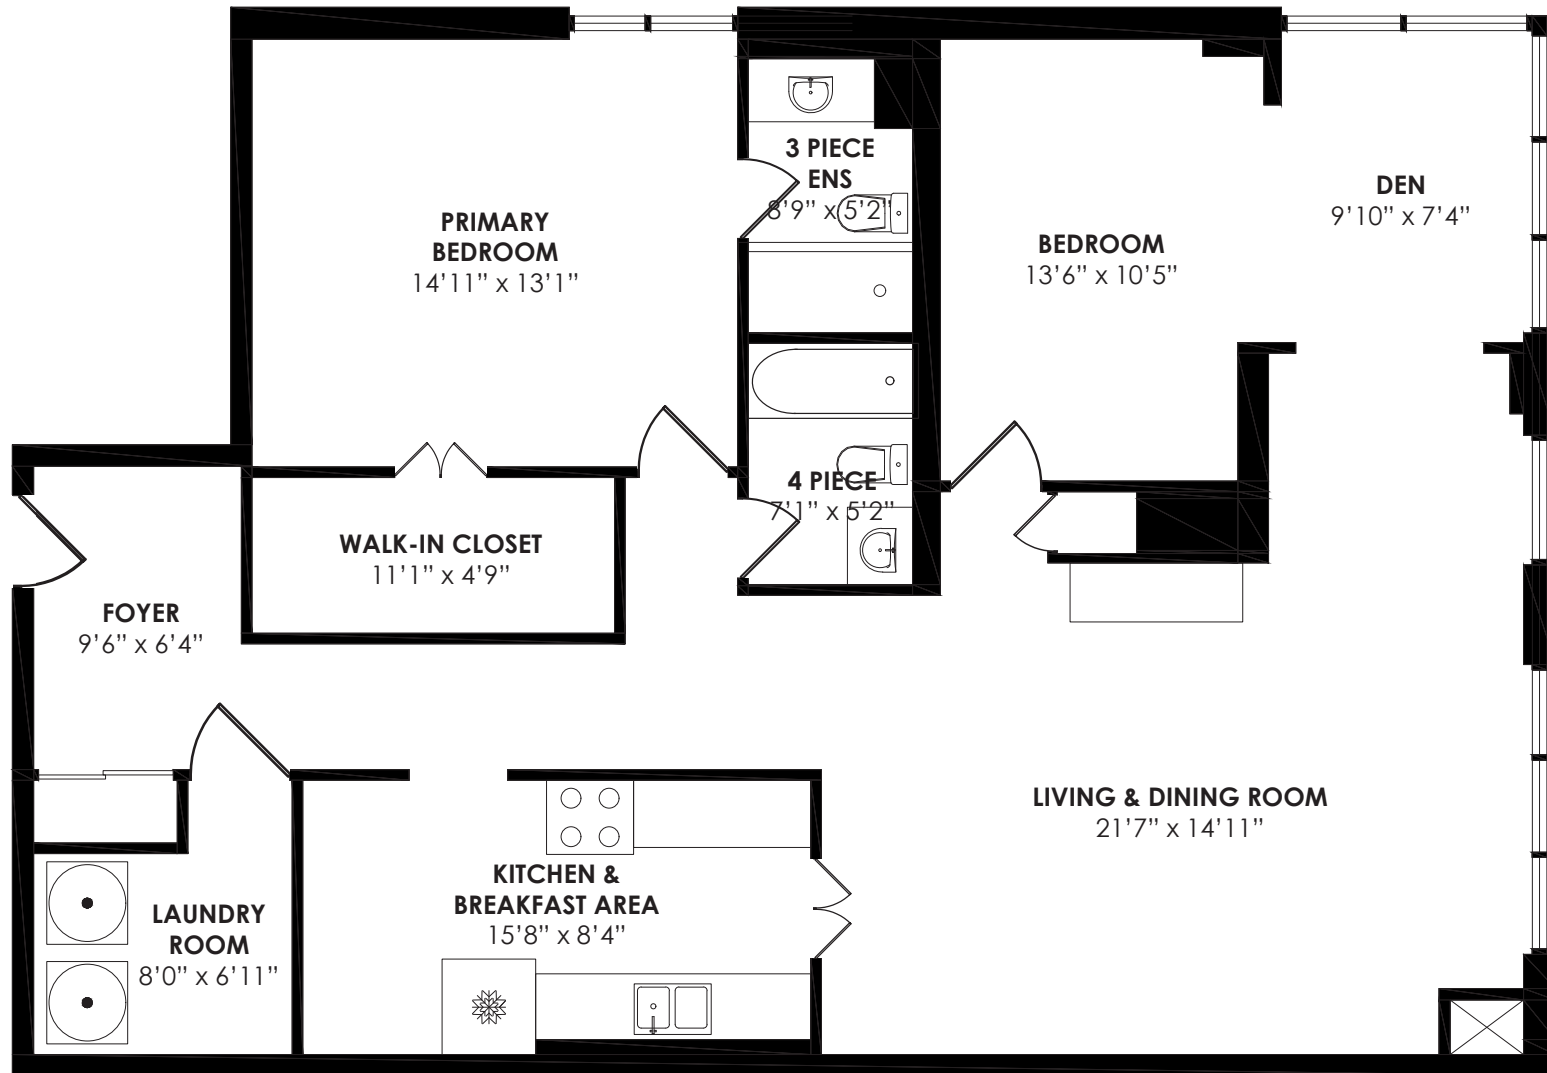 3 PIECE
ENS
8’9” x 5’2”
DEN
9’10” x 7’4”
PRIMARY
BEDROOM
14’11” x 13’1”
BEDROOM
13’6” x 10’5”
4 PIECE
7’1” x 5’2”
WALK-IN CLOSET
11’1” x 4’9”
FOYER
9’6” x 6’4”
LIVING & DINING ROOM
21’7” x 14’11”
KITCHEN &
BREAKFAST AREA
15’8” x 8’4”
LAUNDRY
ROOM
8’0” x 6’11”